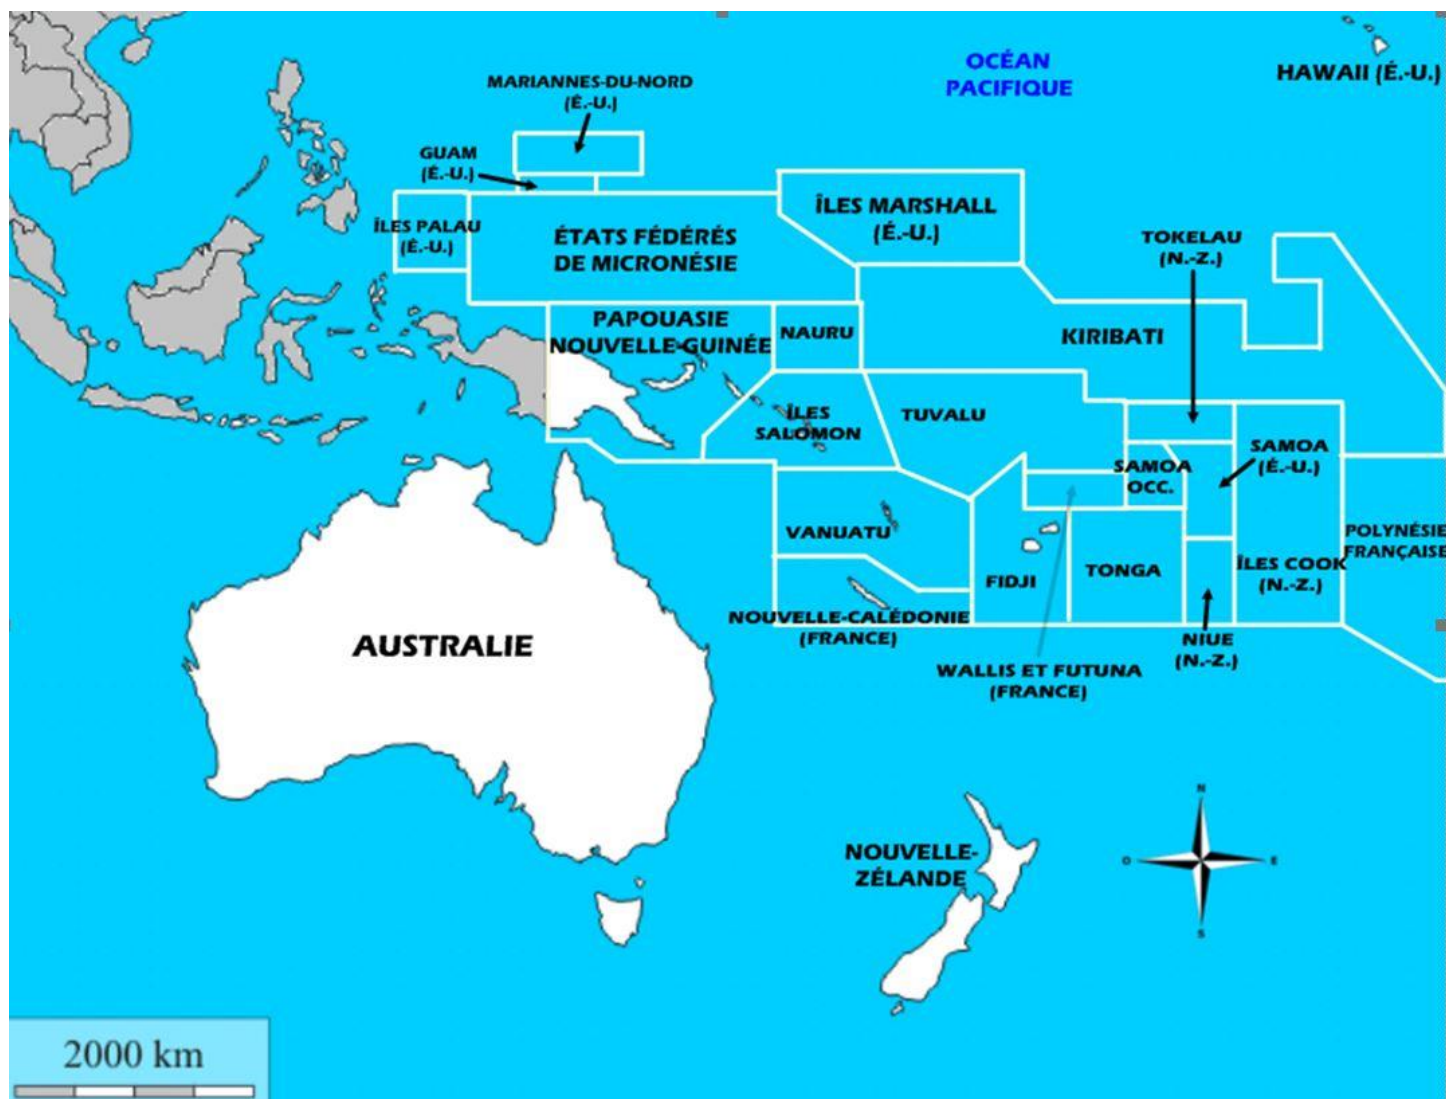 OCÉAN
PACIFIQUE
HAWAII (É.-U.)
MARIANNES-DU-NORD
(É.-U.)
GUAM
(É.-U.)
ÎLES PALAU
(É.-U.)
ÉTATS FÉDÉRÉS
DE MICRONÉSIE
ÎLES MARSHALL
(É.-U.)
TOKELAU
(N.-Z.)
PAPOUASIE
NOUVELLE-GUINÉE
NAURU
KIRIBATI
ÎLES
SALOMON
TUVALU
SAMOA
OCC.
SAMOA
(É.-U.)
VANUATU
FIDJI
TONGA
ÎLES COOK
(N.-Z.)
POLYNÉSIE
FRANÇAISE
NOUVELLE-CALÉDONIE
(FRANCE)
WALLIS ET FUTUNA
(FRANCE)
NIUE
(N.-Z.)
AUSTRALIE
NOUVELLE-
ZÉLANDE
N
O
E
S
2000 km